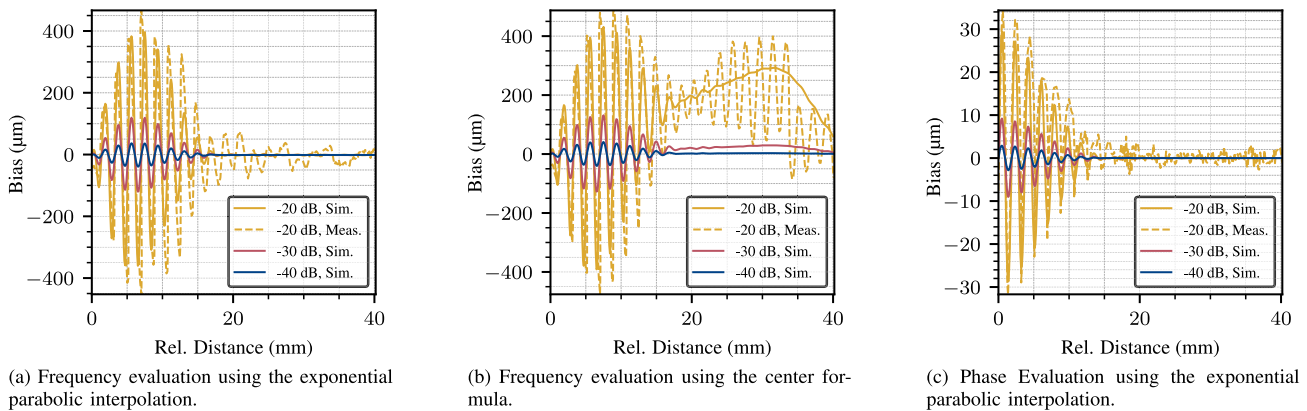 400
200
0
−200
−400
Bias (µm)
0
20
40
Rel. Distance (mm)
-20 dB, Sim.
-20 dB, Meas.
-30 dB, Sim.
-40 dB, Sim.
(a) Frequency evaluation using the exponential
parabolic interpolation.
400
200
0
−200
−400
Bias (µm)
0
20
40
Rel. Distance (mm)
-20 dB, Sim.
-20 dB, Meas.
-30 dB, Sim.
-40 dB, Sim.
(b) Frequency evaluation using the center for-
mula.
30
20
10
0
−10
−20
−30
Bias (µm)
0
20
40
Rel. Distance (mm)
-20 dB, Sim.
-20 dB, Meas.
-30 dB, Sim.
-40 dB, Sim.
(c) Phase Evaluation using the exponential
parabolic interpolation.